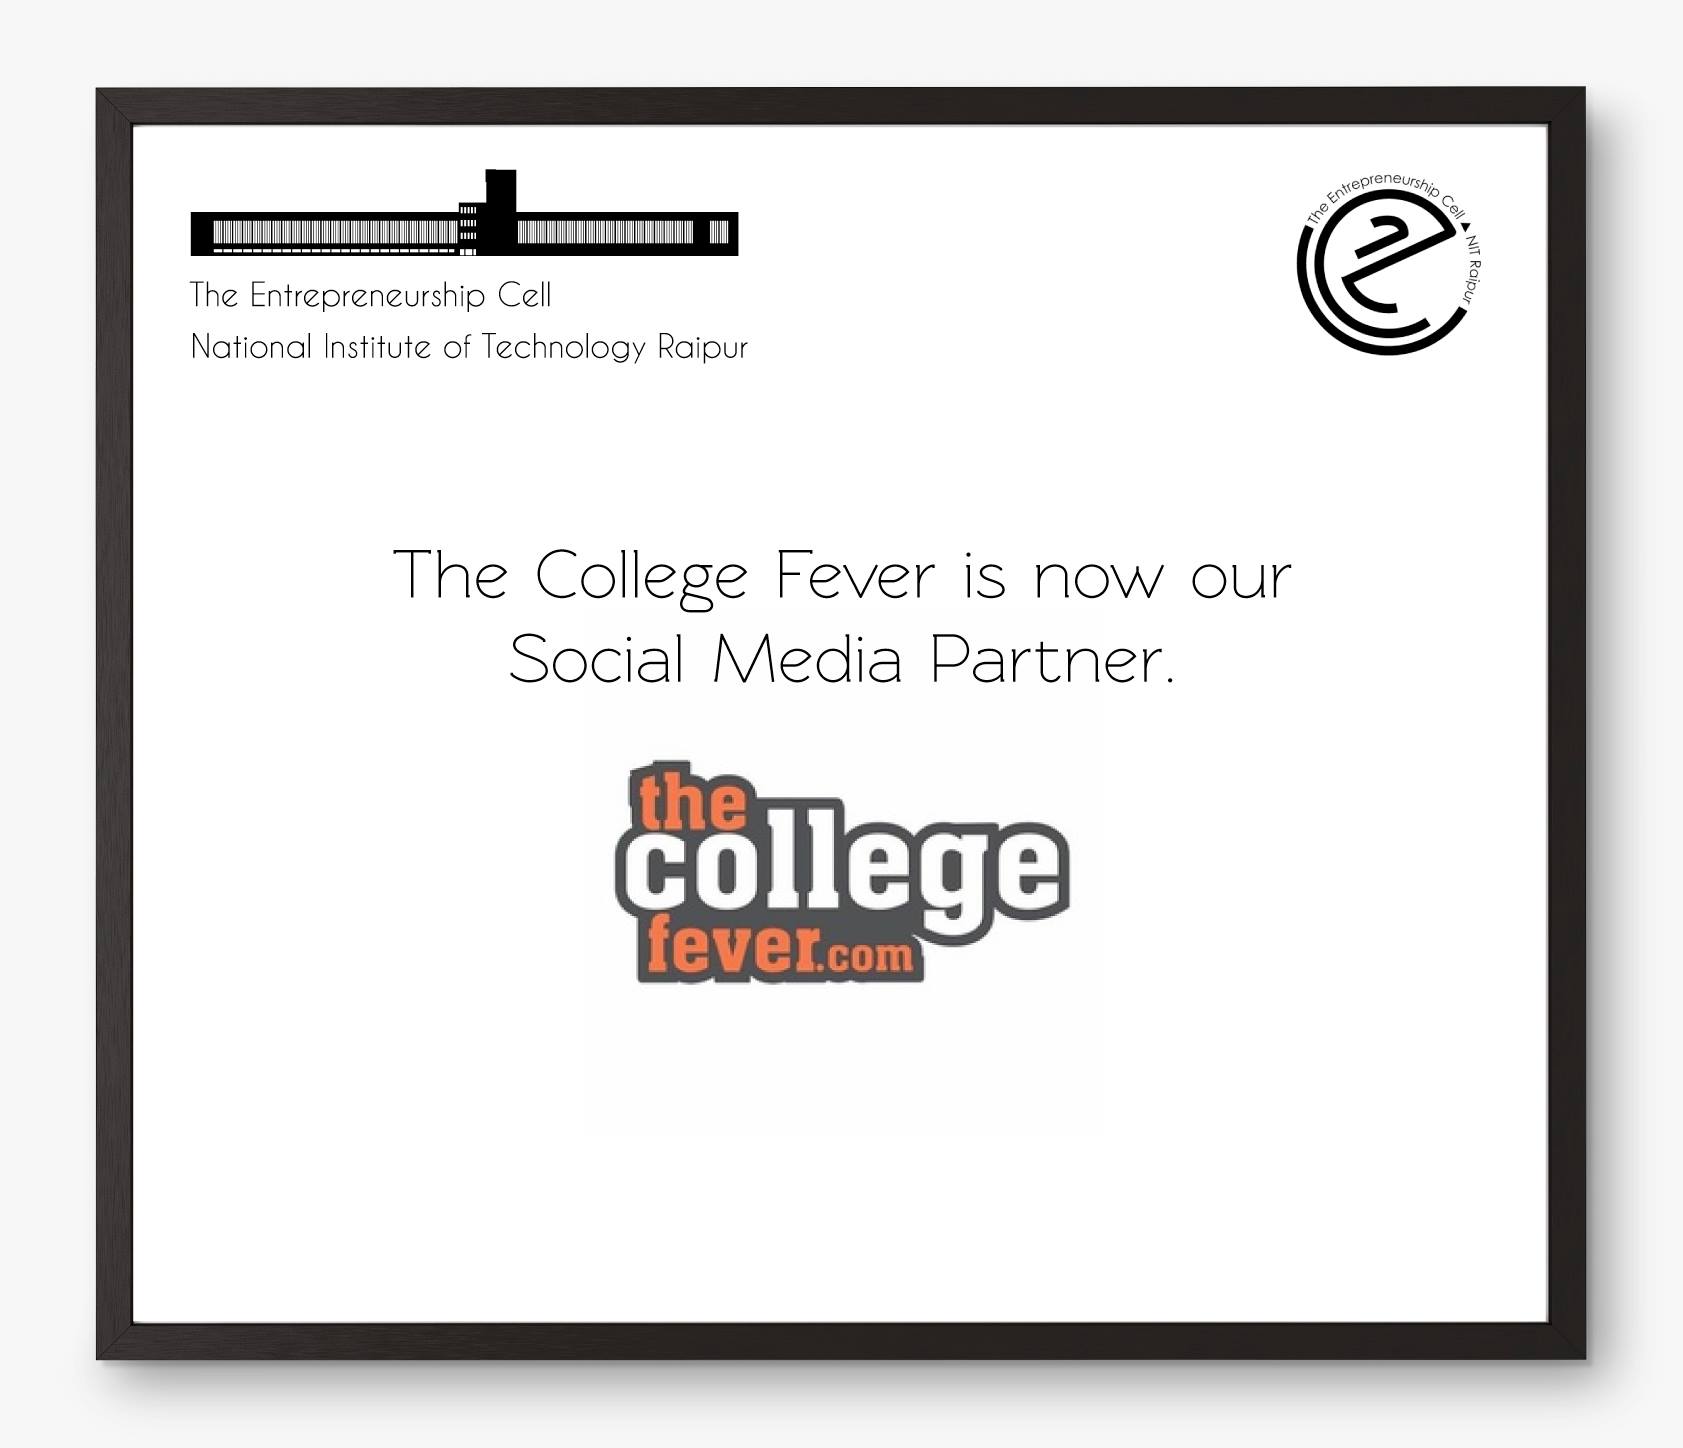 The Entrepreneurship Cell
National Institute of Technology Raipur
The Entrepreneurship Cell ▲ NIT Raipur
The College Fever is now our
Social Media Partner.
the
college
fever.com